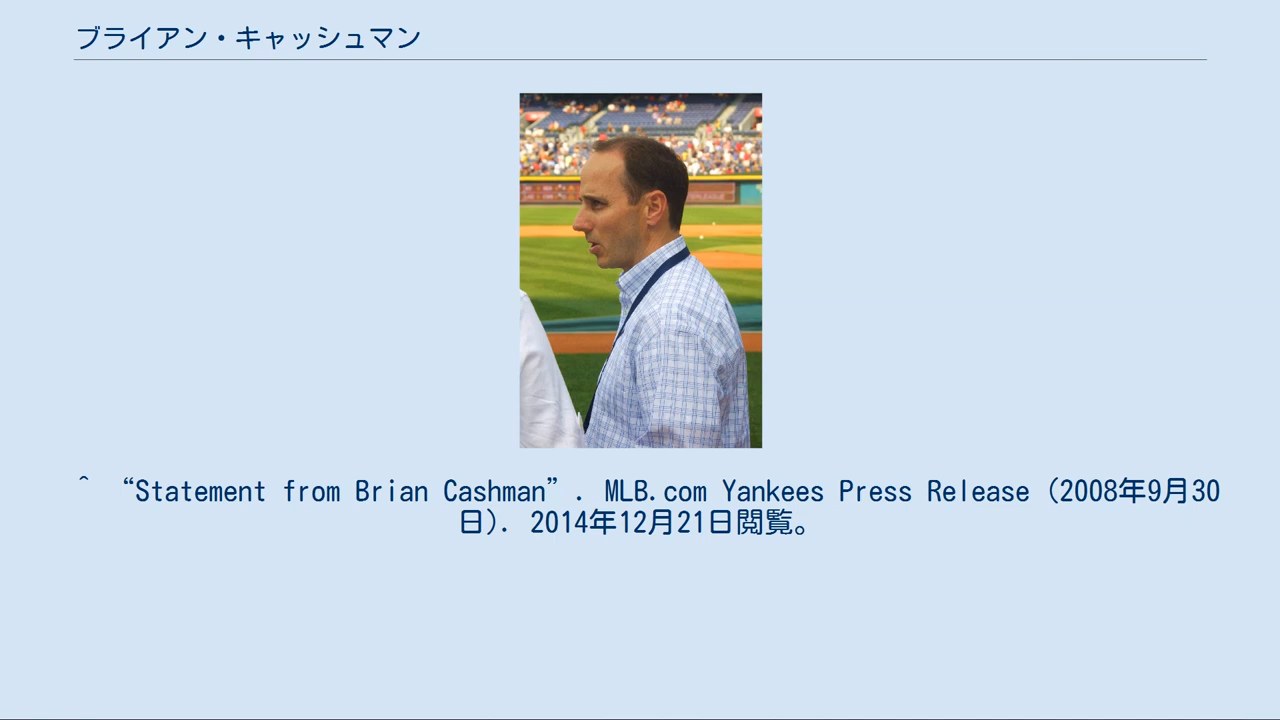 ブライアン・キャッシュマン
^ “Statement from Brian Cashman”. MLB.com Yankees Press Release (2008年9月30
日). 2014年12月21日閲覧。